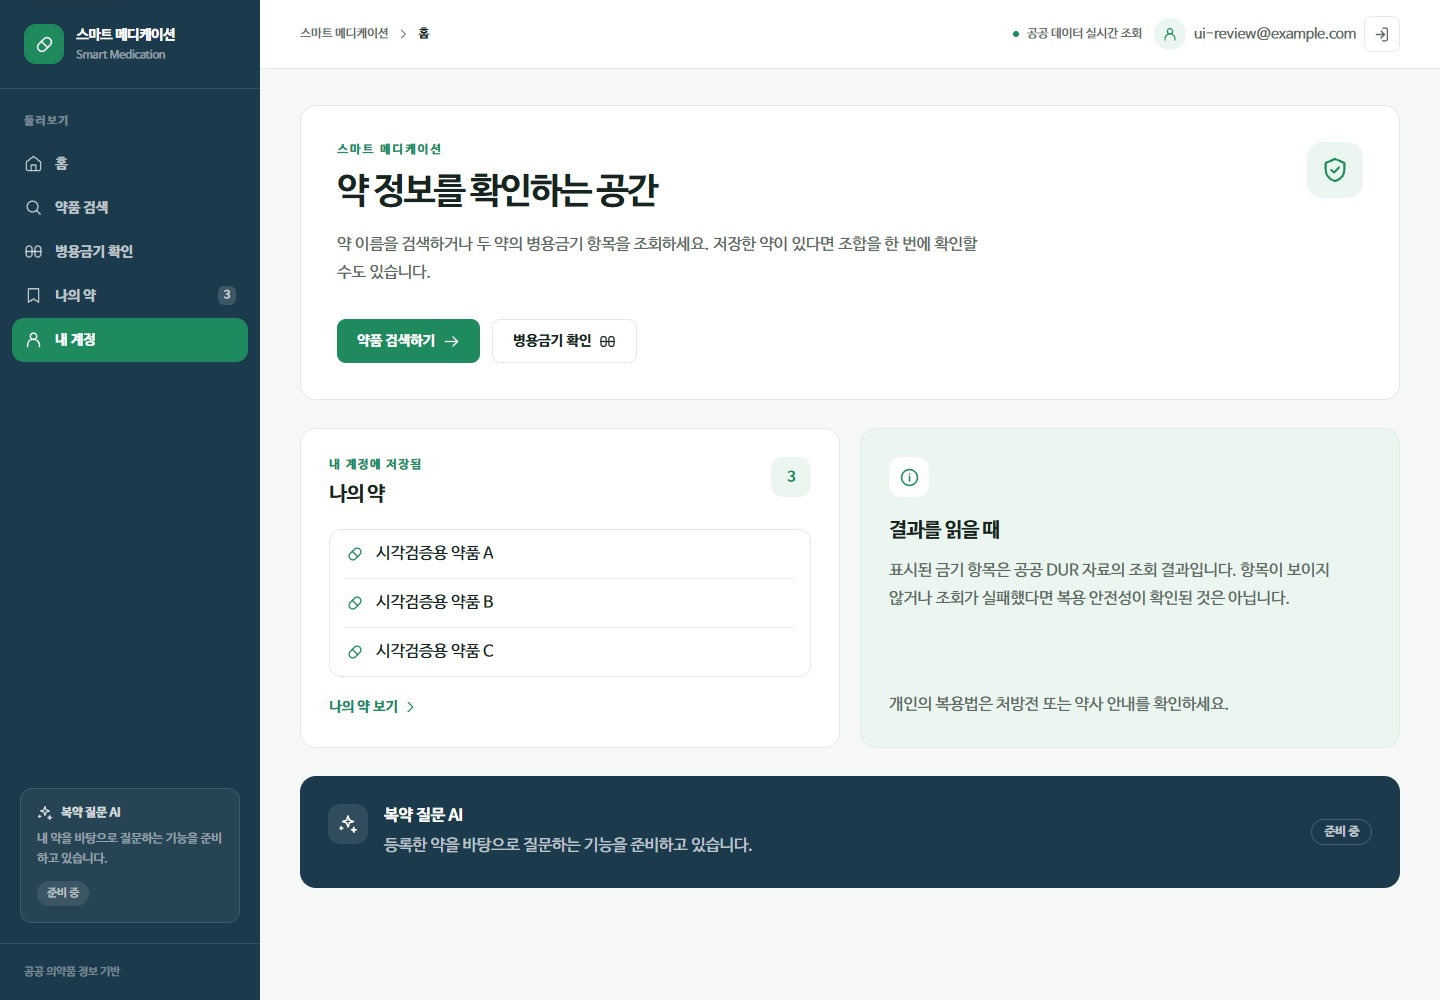 스마트 메디케이션
Smart Medication
둘러보기
홈
약품 검색
병용금기 확인
나의 약
3
내 계정
복약 질문 AI
내 약을 바탕으로 질문하는 기능을 준비
하고 있습니다.
준비 중
공공 의약품 정보 기반
스마트 메디케이션
홈
공공 데이터 실시간 조회
ui-review@example.com
스마트 메디케이션
약 정보를 확인하는 공간
약 이름을 검색하거나 두 약의 병용금기 항목을 조회하세요. 저장한 약이 있다면 조합을 한 번에 확인할
수도 있습니다.
약품 검색하기
병용금기 확인
내 계정에 저장됨
나의 약
3
시각검증용 약품 A
시각검증용 약품 B
시각검증용 약품 C
나의 약 보기
결과를 읽을 때
표시된 금기 항목은 공공 DUR 자료의 조회 결과입니다. 항목이 보이지
않거나 조회가 실패했다면 복용 안전성이 확인된 것은 아닙니다.
개인의 복용법은 처방전 또는 약사 안내를 확인하세요.
복약 질문 AI
등록한 약을 바탕으로 질문하는 기능을 준비하고 있습니다.
준비 중